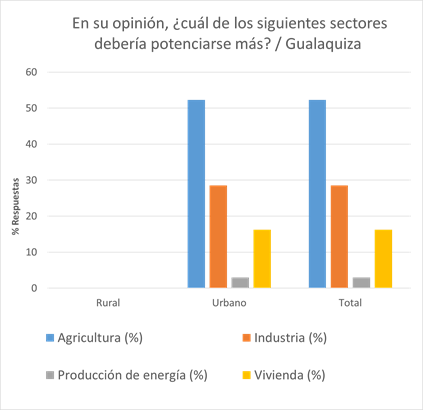 En su opinión, ¿cuál de los siguientes sectores
debería potenciarse más? / Gualaquiza
60
50
40
30
20
10
0
% Respuestas
Rural Urbano Total
Agricultura (%) Industria (%)
Producción de energía (%) Vivienda (%)